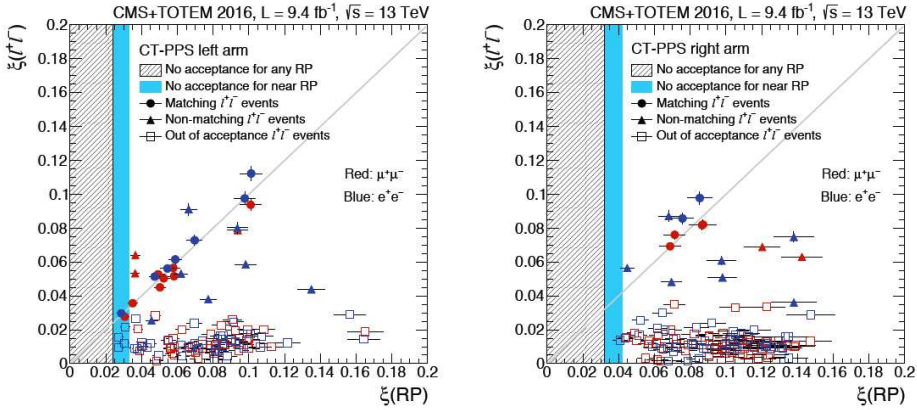 CMS+TOTEM 2016, L = 9.4 fb⁻¹, √s = 13 TeV
ξ(l⁺l⁻)
0.2
0.18
0.16
0.14
0.12
0.1
0.08
0.06
0.04
0.02
0
CT-PPS left arm
No acceptance for any RP
No acceptance for near RP
Matching l⁺l⁻ events
Non-matching l⁺l⁻ events
Out of acceptance l⁺l⁻ events
Red: μ⁺μ⁻
Blue: e⁺e⁻
0 0.02 0.04 0.06 0.08 0.1 0.12 0.14 0.16 0.18 0.2
ξ(RP)
CMS+TOTEM 2016, L = 9.4 fb⁻¹, √s = 13 TeV
ξ(l⁺l⁻)
0.2
0.18
0.16
0.14
0.12
0.1
0.08
0.06
0.04
0.02
0
CT-PPS right arm
No acceptance for any RP
No acceptance for near RP
Matching l⁺l⁻ events
Non-matching l⁺l⁻ events
Out of acceptance l⁺l⁻ events
Red: μ⁺μ⁻
Blue: e⁺e⁻
0 0.02 0.04 0.06 0.08 0.1 0.12 0.14 0.16 0.18 0.2
ξ(RP)